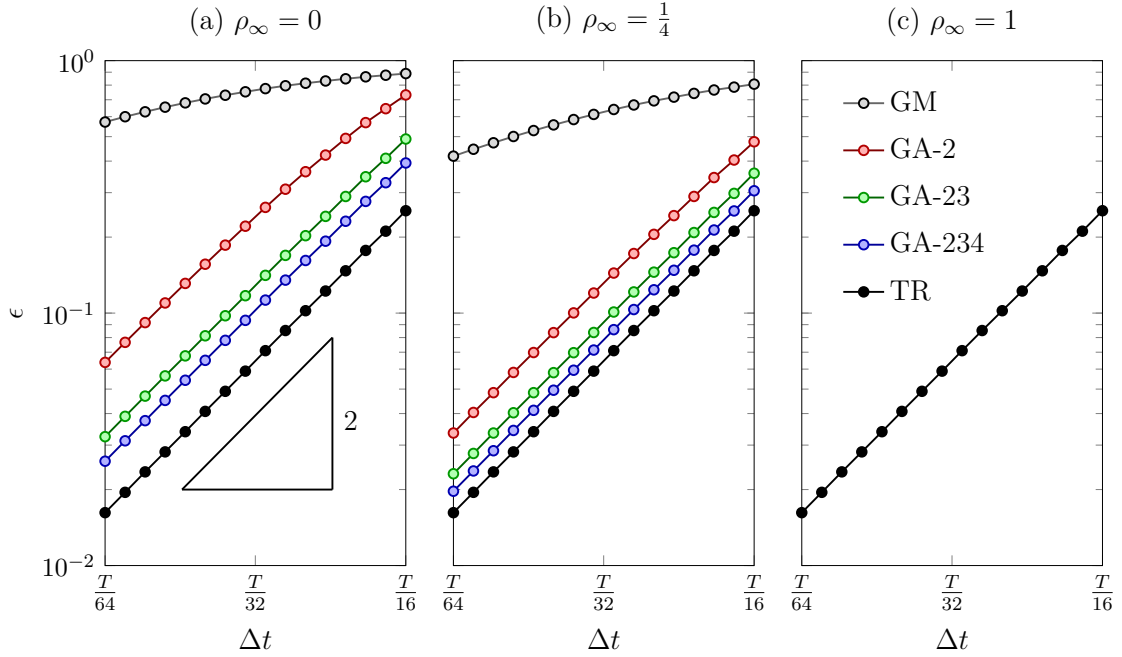 (a) ρ∞ = 0
(b) ρ∞ = 1/4
(c) ρ∞ = 1
10^0
10^−1
10^−2
ϵ
GM
GA-2
GA-23
GA-234
TR
2
T/64
T/32
T/16
T/64
T/32
T/16
T/64
T/32
T/16
Δt
Δt
Δt